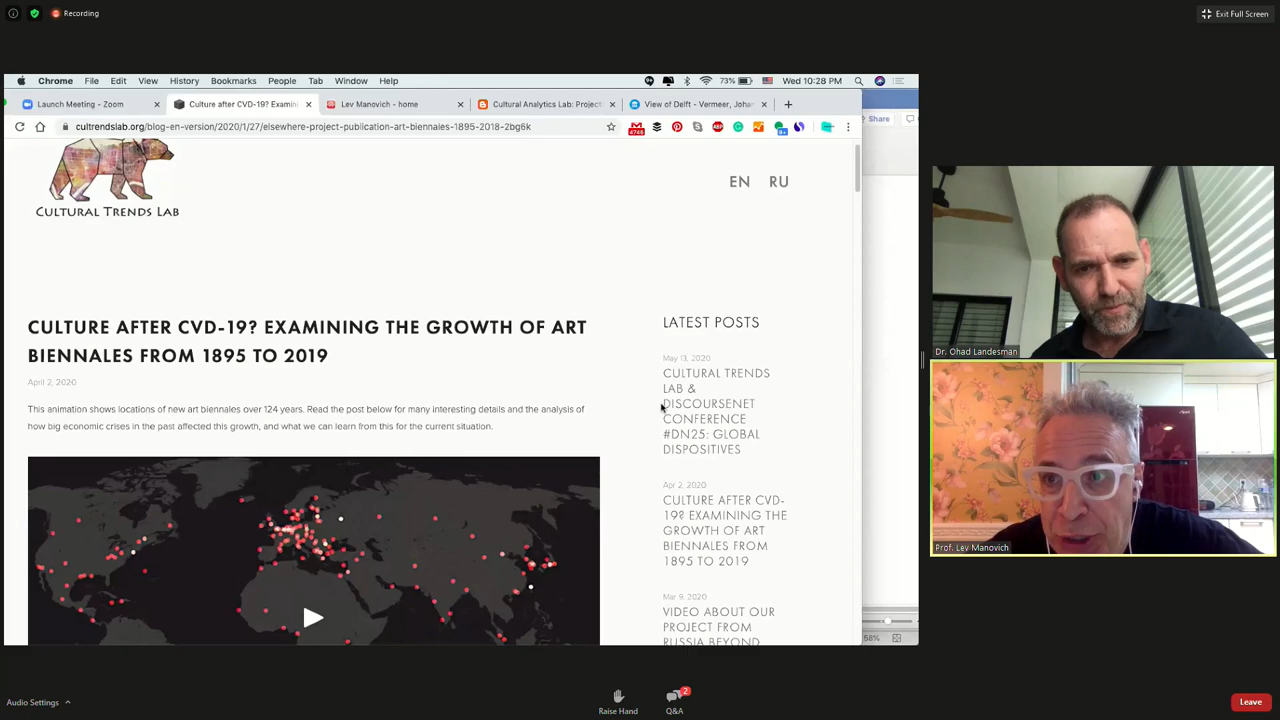 Recording
Exit Full Screen
Chrome File Edit View History Bookmarks People Tab Window Help
73% Wed 10:28 PM
Launch Meeting - Zoom
Culture after CVD-19? Examini
Lev Manovich - home
Cultural Analytics Lab: Project
View of Delft - Vermeer, Johan
cultrendslab.org/blog-en-version/2020/1/27/elsewhere-project-publication-art-biennales-1895-2018-2bg6k
4746
ABP
Share
CULTURAL TRENDS LAB
EN RU
CULTURE AFTER CVD-19? EXAMINING THE GROWTH OF ART
BIENNALES FROM 1895 TO 2019
April 2, 2020
This animation shows locations of new art biennales over 124 years. Read the post below for many interesting details and the analysis of
how big economic crises in the past affected this growth, and what we can learn from this for the current situation.
LATEST POSTS
May 13, 2020
CULTURAL TRENDS
LAB &
DISCOURSENET
CONFERENCE
#DN25: GLOBAL
DISPOSITIVES
Apr 2, 2020
CULTURE AFTER CVD-
19? EXAMINING THE
GROWTH OF ART
BIENNALES FROM
1895 TO 2019
Mar 9, 2020
VIDEO ABOUT OUR
PROJECT FROM
RUSSIA BEYOND
58%
Dr. Ohad Landesman
Prof. Lev Manovich
Audio Settings
Raise Hand
2
Q&A
Leave